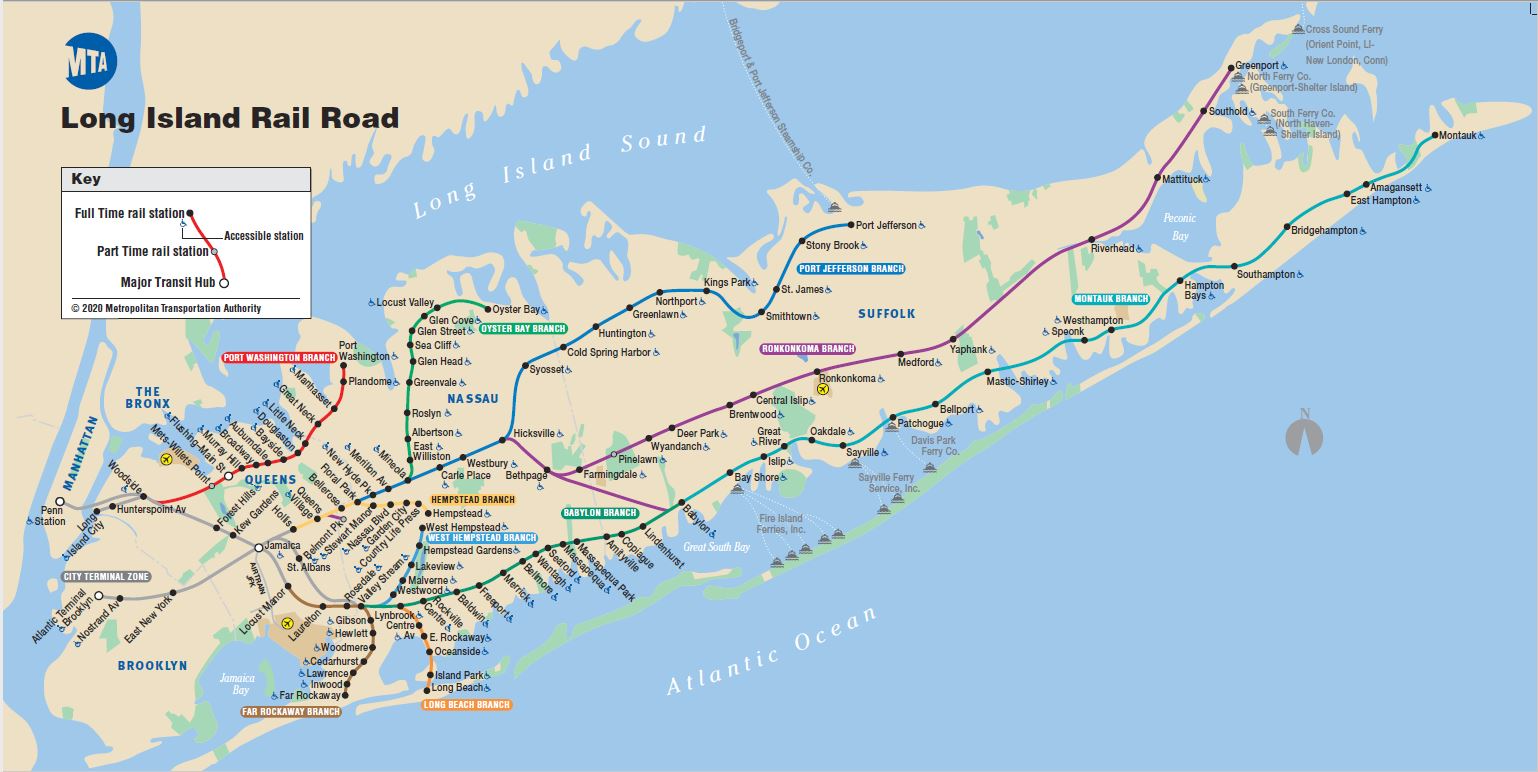 MTA
Long Island Rail Road
Key
Full Time rail station
Accessible station
Part Time rail station
Major Transit Hub
© 2020 Metropolitan Transportation Authority
Long Island Sound
Bridgeport & Port Jefferson Steamship Co.
Cross Sound Ferry
(Orient Point, LI-
New London, Conn)
Greenport
North Ferry Co.
(Greenport-Shelter Island)
Southold
South Ferry Co.
(North Haven-
Shelter Island)
Montauk
Mattituck
Amagansett
East Hampton
Peconic
Bay
Bridgehampton
Riverhead
Southampton
Hampton
Bays
MONTAUK BRANCH
Westhampton
Speonk
Port Jefferson
Stony Brook
PORT JEFFERSON BRANCH
Kings Park
St. James
Northport
Smithtown
Greenlawn
SUFFOLK
Huntington
Cold Spring Harbor
Syosset
RONKONKOMA BRANCH
Yaphank
Medford
Ronkonkoma
Mastic-Shirley
Central Islip
Brentwood
Bellport
Patchogue
Deer Park
Wyandanch
Great
River
Oakdale
Sayville
Davis Park
Ferry Co.
Pinelawn
Farmingdale
Islip
Bay Shore
Sayville Ferry
Service, Inc.
Fire Island
Ferries, Inc.
Great South Bay
Atlantic Ocean
N
Locust Valley
Oyster Bay
Glen Cove
Glen Street
OYSTER BAY BRANCH
Sea Cliff
Glen Head
Greenvale
NASSAU
Roslyn
Albertson
East
Williston
Hicksville
Westbury
Carle Place
Bethpage
PORT WASHINGTON BRANCH
Port
Washington
Plandome
Manhasset
Great Neck
Little Neck
Douglaston
Bayside
Auburndale
Broadway
Murray Hill
Flushing-Main St
Mets-Willets Point
THE
BRONX
MANHATTAN
QUEENS
Woodside
Penn
Station
Hunterspoint Av
Long
Island City
Forest Hills
Kew Gardens
Hollis
Queens
Village
Bellerose
Floral Park
New Hyde Pk
Merillon Av
Mineola
HEMPSTEAD BRANCH
Hempstead
Belmont Pk
Stewart Manor
Nassau Blvd
Garden City
Country Life Press
West Hempstead
WEST HEMPSTEAD BRANCH
Hempstead Gardens
Lakeview
Malverne
Westwood
BABYLON BRANCH
Babylon
Lindenhurst
Copiague
Amityville
Massapequa Park
Massapequa
Seaford
Wantagh
Bellmore
Merrick
Freeport
Baldwin
Rockville
Centre
Jamaica
St. Albans
AIRTRAIN
JFK
CITY TERMINAL ZONE
Atlantic Terminal
Brooklyn
Nostrand Av
East New York
Locust Manor
Laurelton
Rosedale
Valley Stream
Lynbrook
Centre
Av
E. Rockaway
Oceanside
Island Park
Long Beach
LONG BEACH BRANCH
Gibson
Hewlett
Woodmere
Cedarhurst
Lawrence
Inwood
Far Rockaway
FAR ROCKAWAY BRANCH
BROOKLYN
Jamaica
Bay